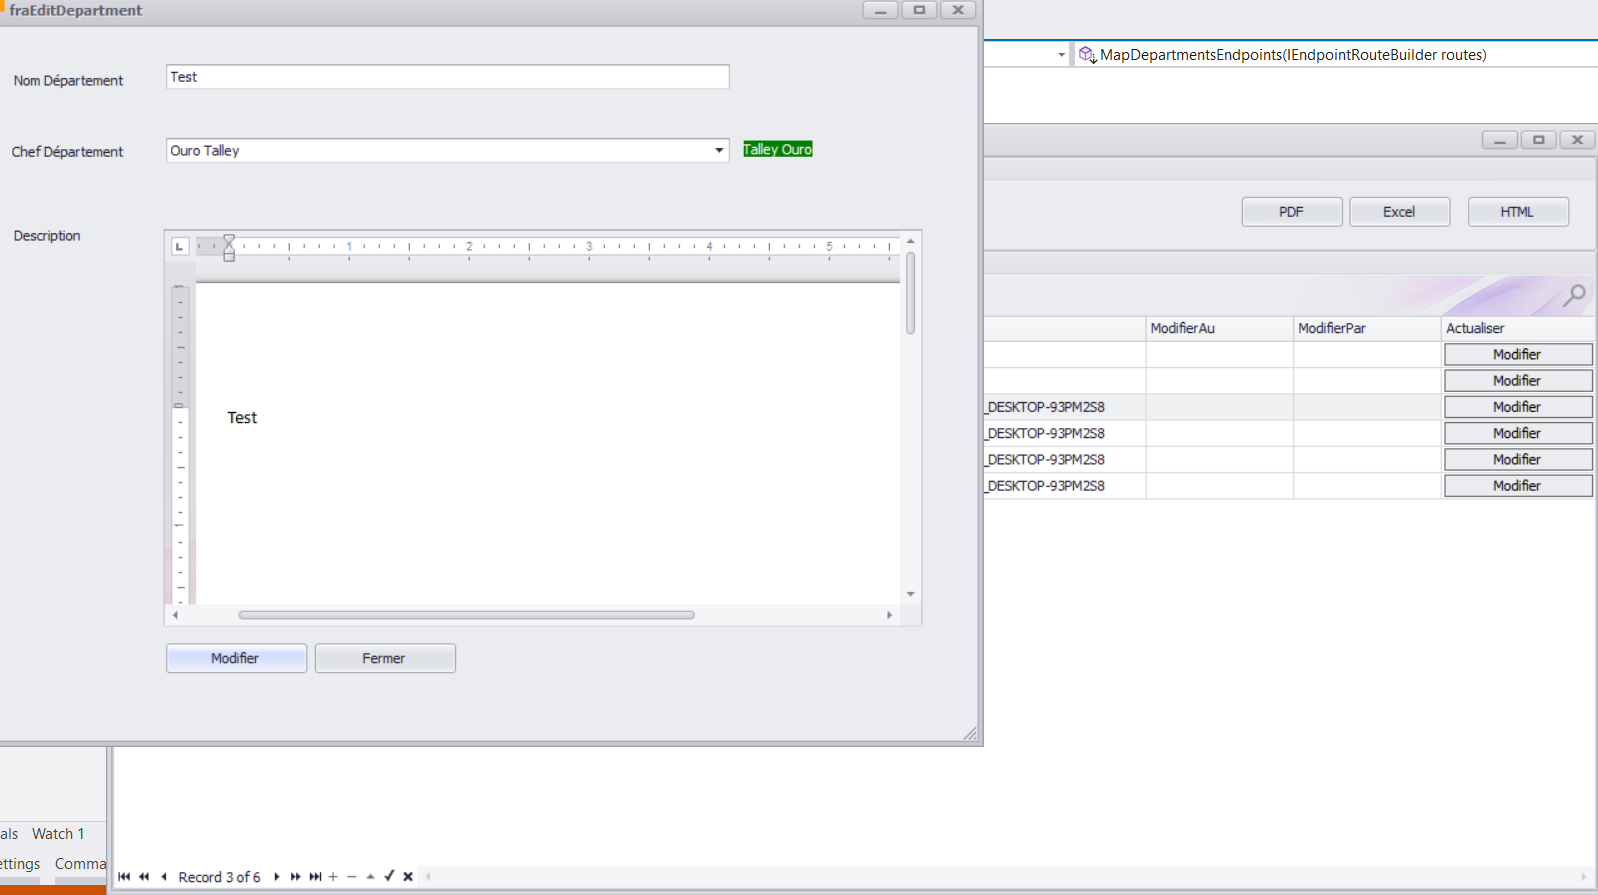 fraEditDepartment
MapDepartmentsEndpoints(IEndpointRouteBuilder routes)
Nom Département
Test
Chef Département
Ouro Talley
Talley Ouro
Description
L
1 2 3 4 5
Test
Modifier
Fermer
PDF
Excel
HTML
ModifierAu
ModifierPar
Actualiser
Modifier
Modifier
_DESKTOP-93PM2S8
Modifier
_DESKTOP-93PM2S8
Modifier
_DESKTOP-93PM2S8
Modifier
_DESKTOP-93PM2S8
Modifier
als
Watch 1
ettings
Comma
Record 3 of 6